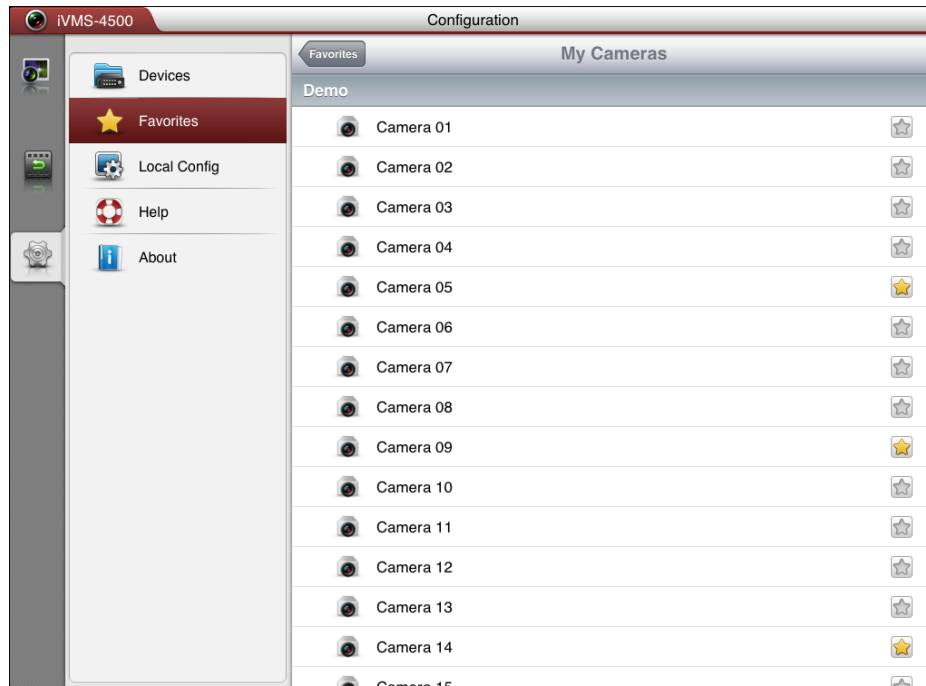 iVMS-4500
Configuration
Devices
Favorites
Local Config
Help
About
Favorites
My Cameras
Demo
Camera 01
Camera 02
Camera 03
Camera 04
Camera 05
Camera 06
Camera 07
Camera 08
Camera 09
Camera 10
Camera 11
Camera 12
Camera 13
Camera 14
Camera 15